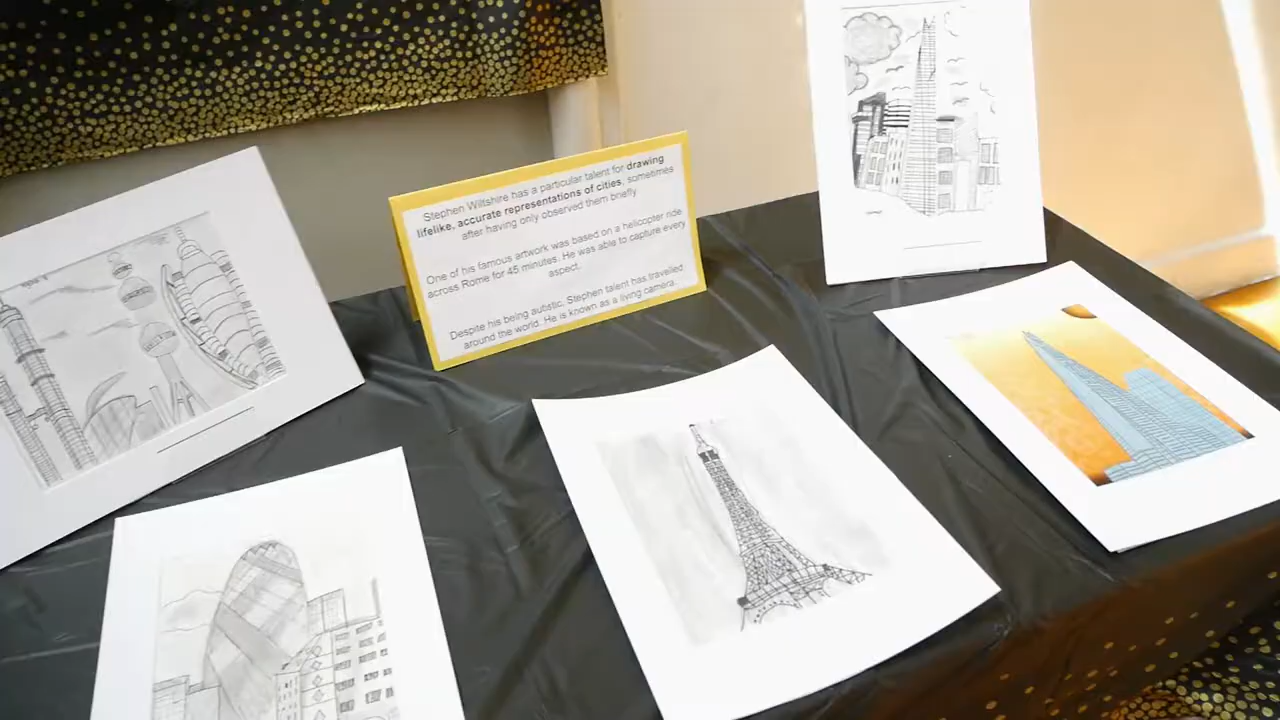 Stephen Wiltshire has a particular talent for drawing
lifelike, accurate representations of cities, sometimes
after having only observed them briefly.
One of his famous artwork was based on a helicopter ride
across Rome for 45 minutes. He was able to capture every
aspect.
Despite his being autistic, Stephen talent has travelled
around the world. He is known as a living camera.